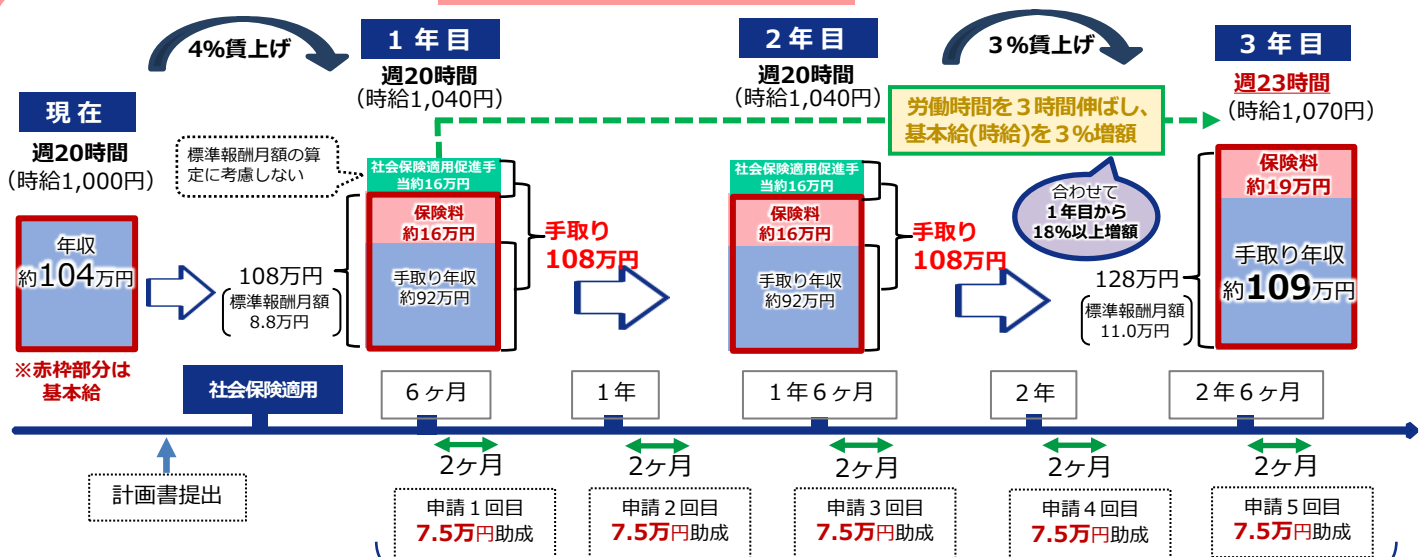 4%賃上げ
１年目
週20時間
（時給1,040円）
２年目
週20時間
（時給1,040円）
３%賃上げ
３年目
週23時間
（時給1,070円）
現在
週20時間
（時給1,000円）
標準報酬月額の算
定に考慮しない
労働時間を３時間伸ばし、
基本給(時給)を３%増額
合わせて
１年目から
18%以上増額
年収
約104万円
※赤枠部分は
基本給
社会保険適用促進手
当約16万円
保険料
約16万円
手取り年収
約92万円
108万円
標準報酬月額
8.8万円
手取り
108万円
社会保険適用促進手
当約16万円
保険料
約16万円
手取り年収
約92万円
手取り
108万円
128万円
標準報酬月額
11.0万円
保険料
約19万円
手取り年収
約109万円
社会保険適用
６ヶ月
１年
１年６ヶ月
２年
２年６ヶ月
計画書提出
2ヶ月
2ヶ月
2ヶ月
2ヶ月
2ヶ月
申請１回目
7.5万円助成
申請２回目
7.5万円助成
申請３回目
7.5万円助成
申請４回目
7.5万円助成
申請５回目
7.5万円助成